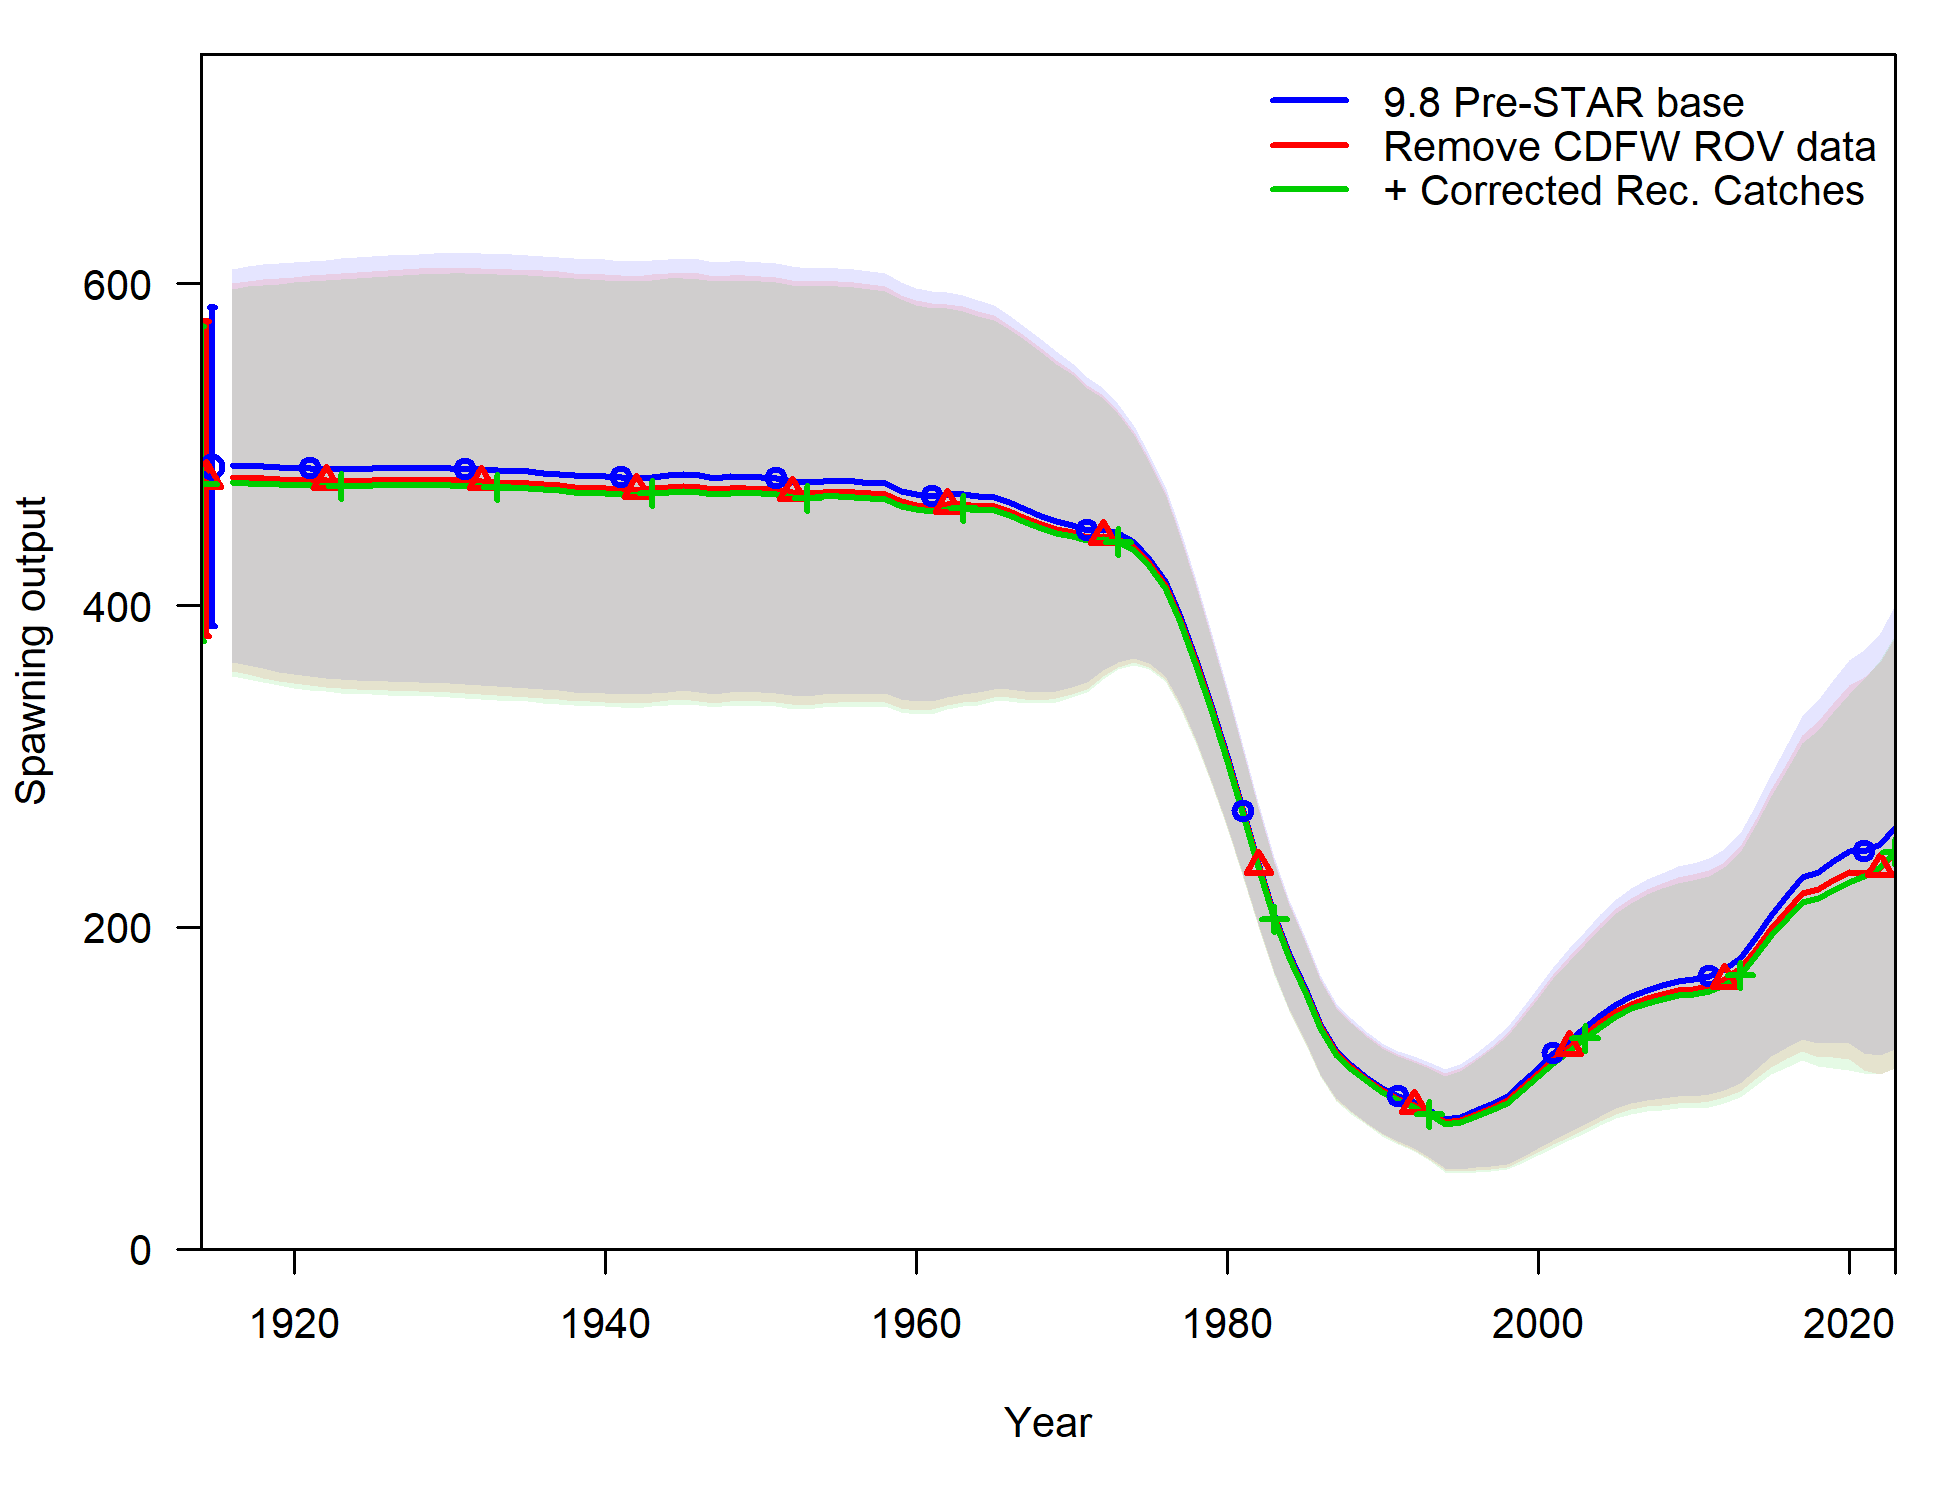 9.8 Pre-STAR base
Remove CDFW ROV data
+ Corrected Rec. Catches
Spawning output
600
400
200
0
1920 1940 1960 1980 2000 2020
Year